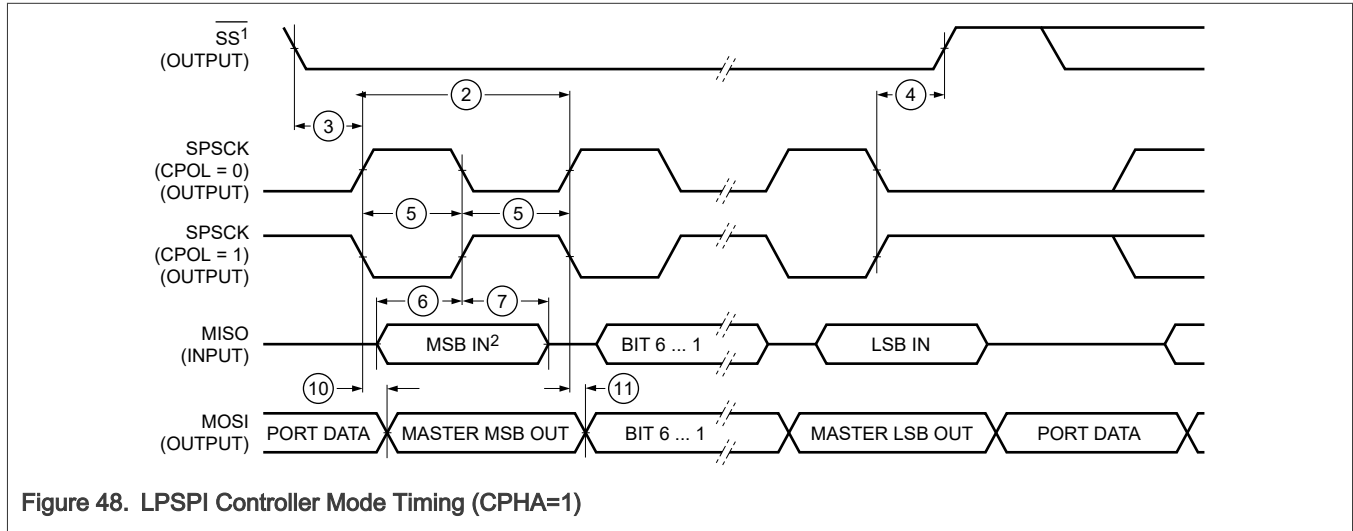 SS1
(OUTPUT)
2
4
3
SPSCK
(CPOL = 0)
(OUTPUT)
5
5
SPSCK
(CPOL = 1)
(OUTPUT)
6
7
MISO
(INPUT)
MSB IN2
BIT 6 ... 1
LSB IN
10
11
MOSI
(OUTPUT)
PORT DATA
MASTER MSB OUT
BIT 6 ... 1
MASTER LSB OUT
PORT DATA
Figure 48. LPSPI Controller Mode Timing (CPHA=1)